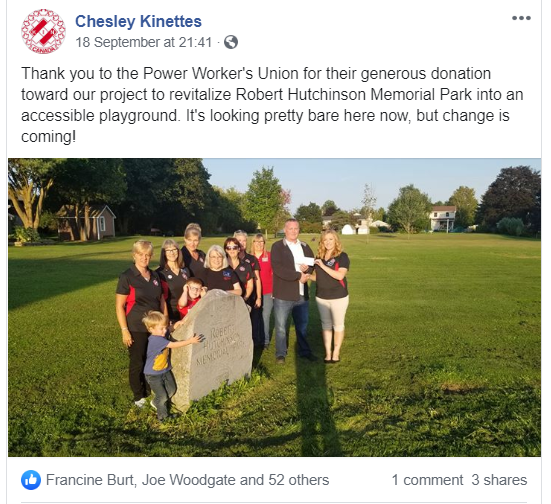 Chesley Kinettes
18 September at 21:41 ·
Thank you to the Power Worker's Union for their generous donation
toward our project to revitalize Robert Hutchinson Memorial Park into an
accessible playground. It's looking pretty bare here now, but change is
coming!
ROBERT
HUTCHINSON
MEMORIAL PARK
Francine Burt, Joe Woodgate and 52 others 1 comment 3 shares